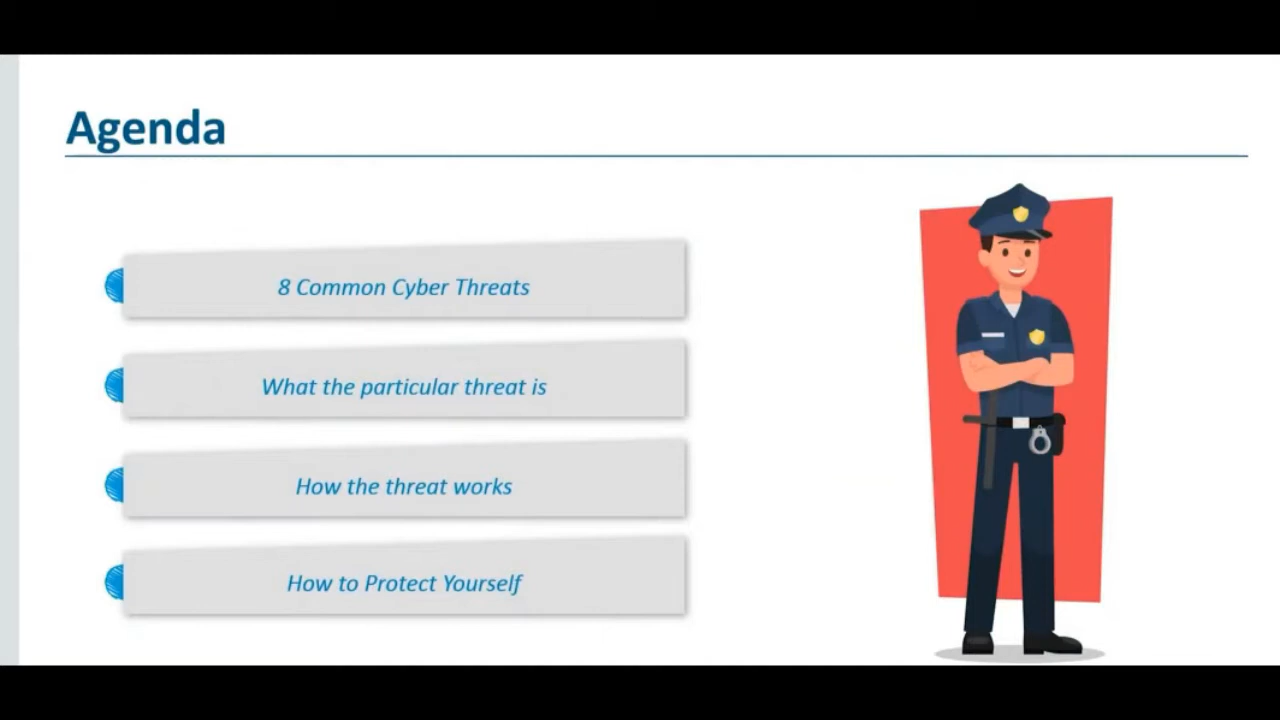 Agenda
8 Common Cyber Threats
What the particular threat is
How the threat works
How to Protect Yourself